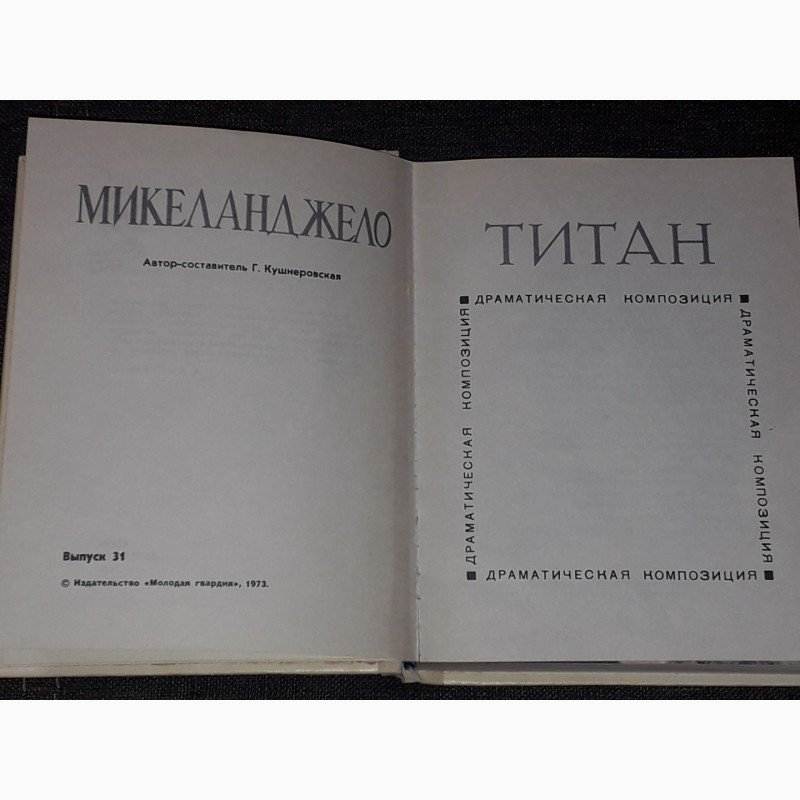 МИКЕЛАНДЖЕЛО
Автор-составитель Г. Кушнеровская
Выпуск 31
© Издательство «Молодая гвардия», 1973.
ТИТАН
ДРАМАТИЧЕСКАЯ КОМПОЗИЦИЯ
ДРАМАТИЧЕСКАЯ КОМПОЗИЦИЯ
ДРАМАТИЧЕСКАЯ КОМПОЗИЦИЯ
ДРАМАТИЧЕСКАЯ КОМПОЗИЦИЯ